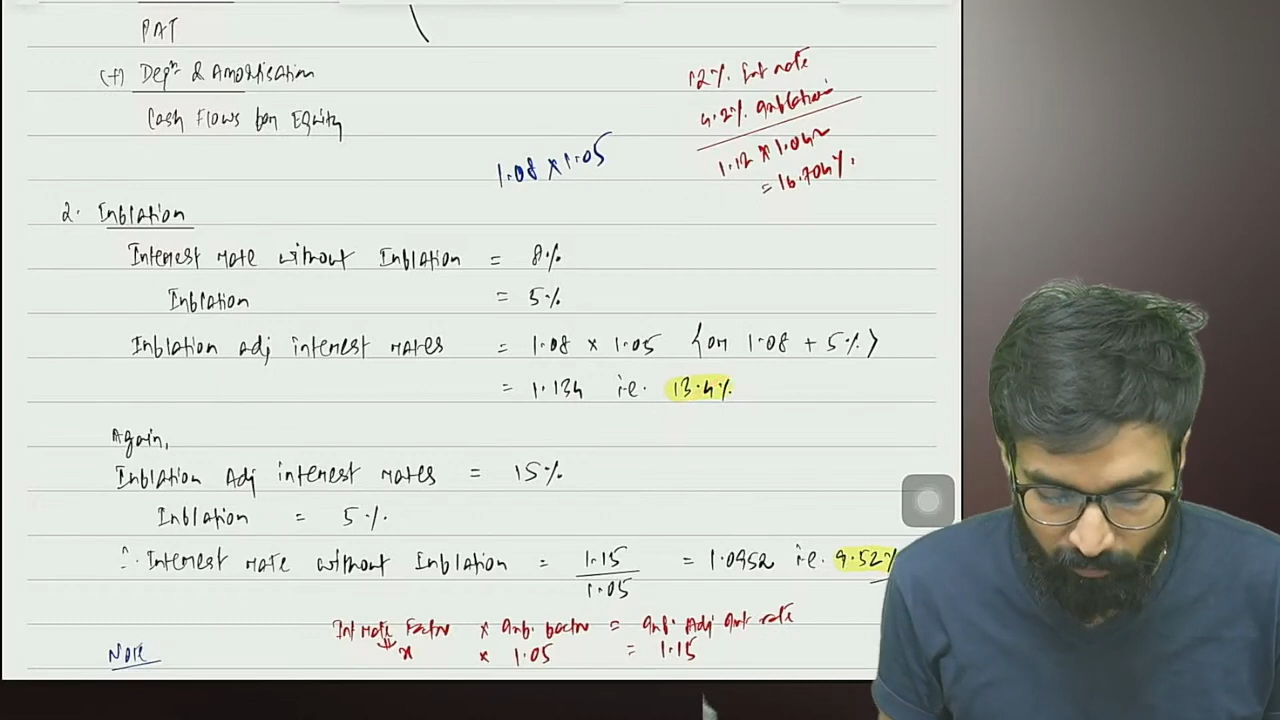 PAT
(+) Depⁿ & Amortisation
Cash Flows for Equity
12% Int rate
4.2% Inflation
1.12 x 1.042
= 16.704%.
1.08 x 1.05
2. Inflation
Interest rate without Inflation = 8%
Inflation = 5%
Inflation adj interest rates = 1.08 x 1.05 {or 1.08 + 5%}
= 1.134 i.e. 13.4%
Again,
Inflation Adj interest rates = 15%
Inflation = 5%.
∴ Interest rate without Inflation = 1.15 / 1.05 = 1.0952 i.e. 9.52%
Int rate Factor x Inf. factor = Inf. Adj int rate
x x 1.05 = 1.15
Note